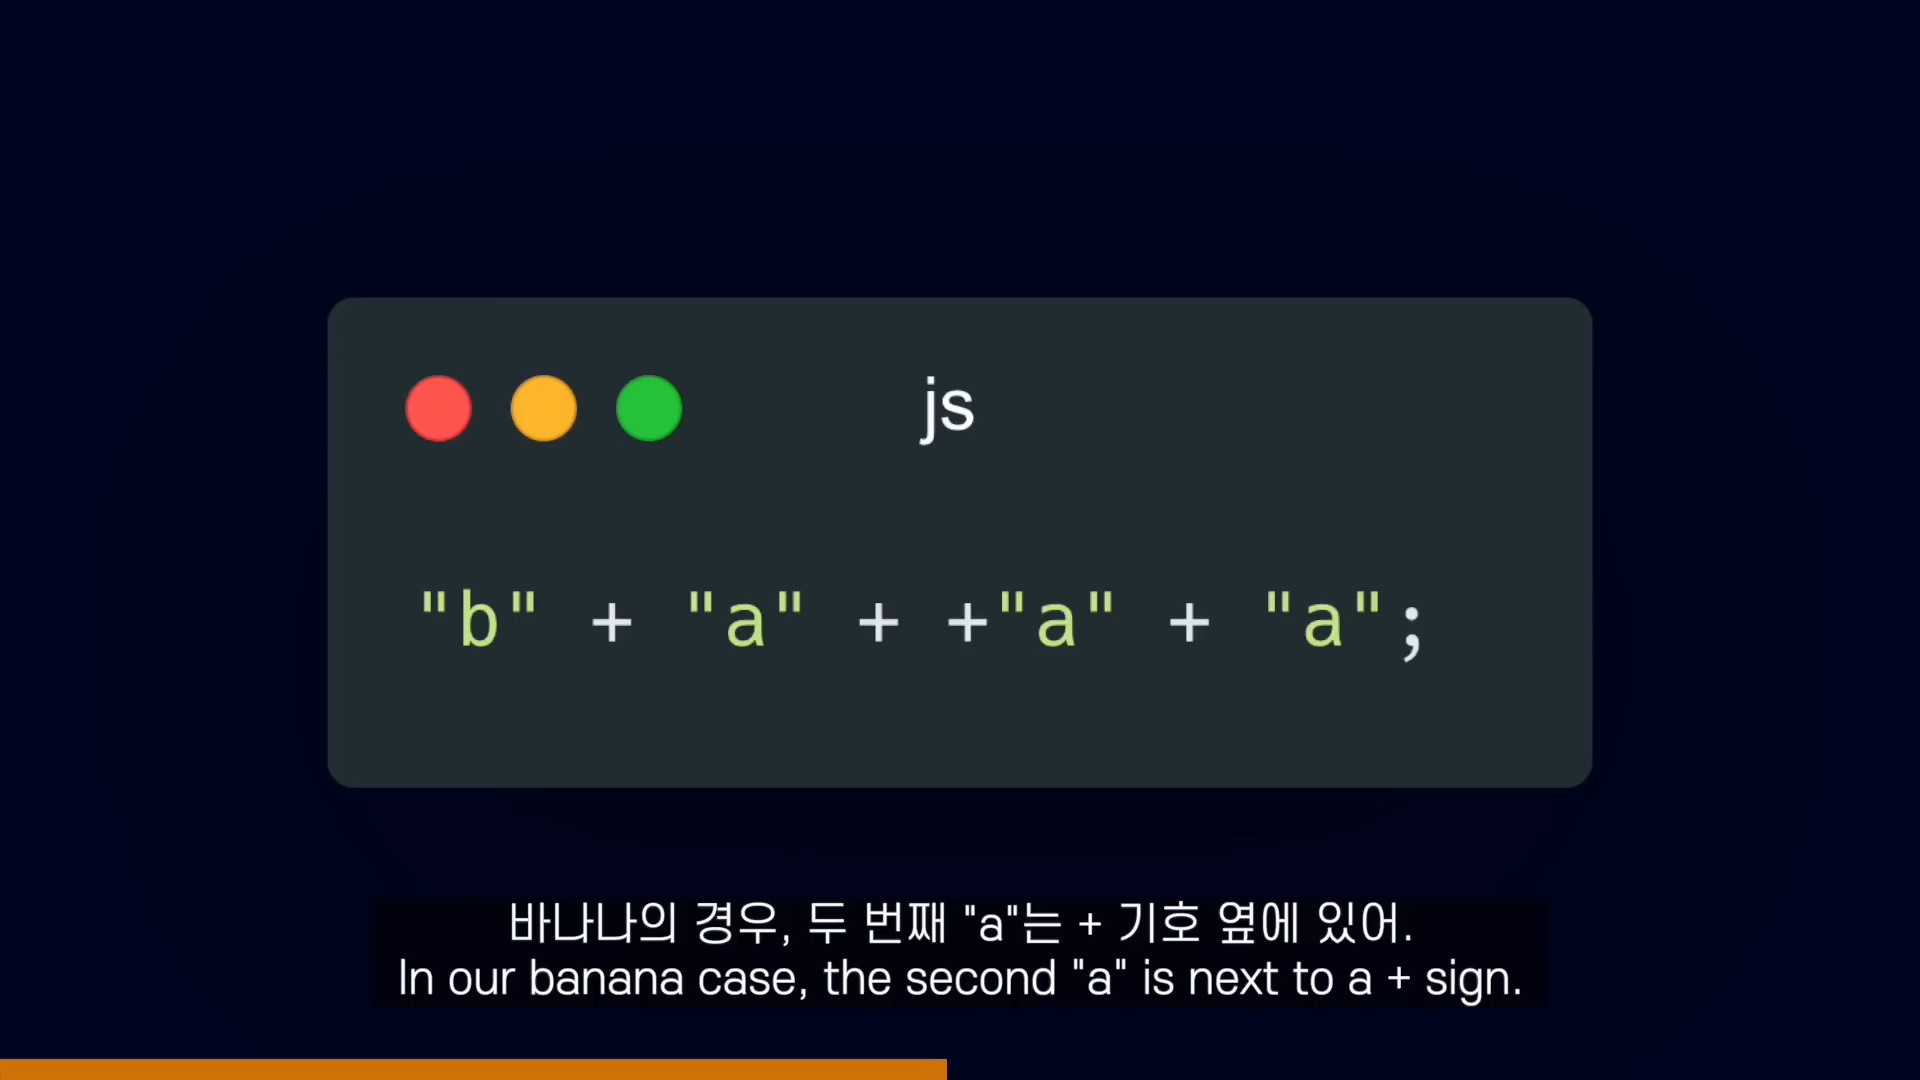 js
"b" + "a" + +"a" + "a";
바나나의 경우, 두 번째 "a"는 + 기호 옆에 있어.
In our banana case, the second "a" is next to a + sign.